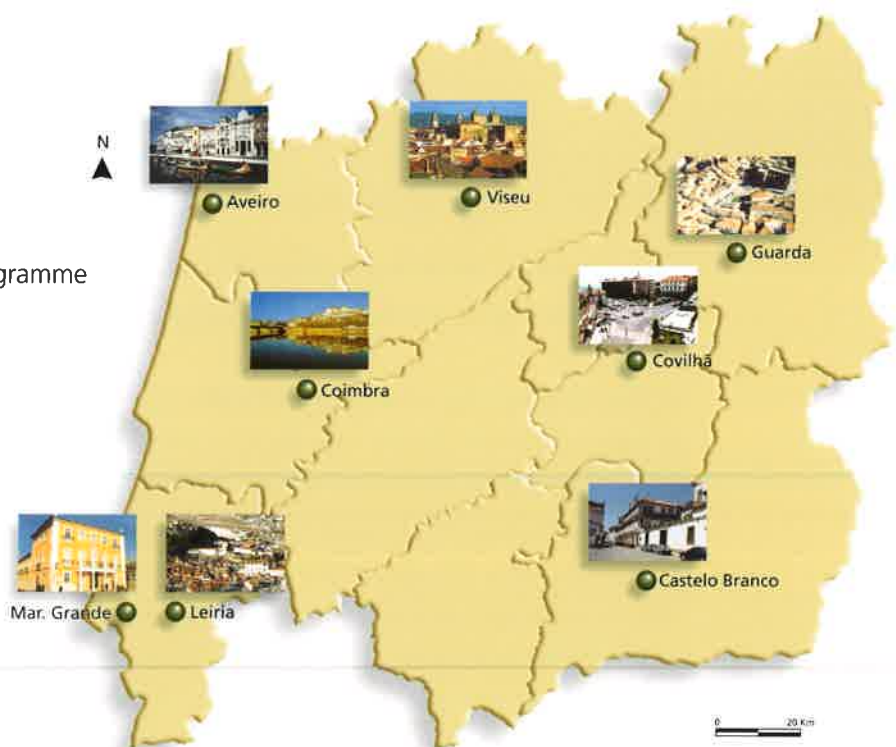 N
Aveiro
Viseu
Guarda
gramme
Covilhã
Coimbra
Castelo Branco
Mar. Grande
Leiria
0 20 Km